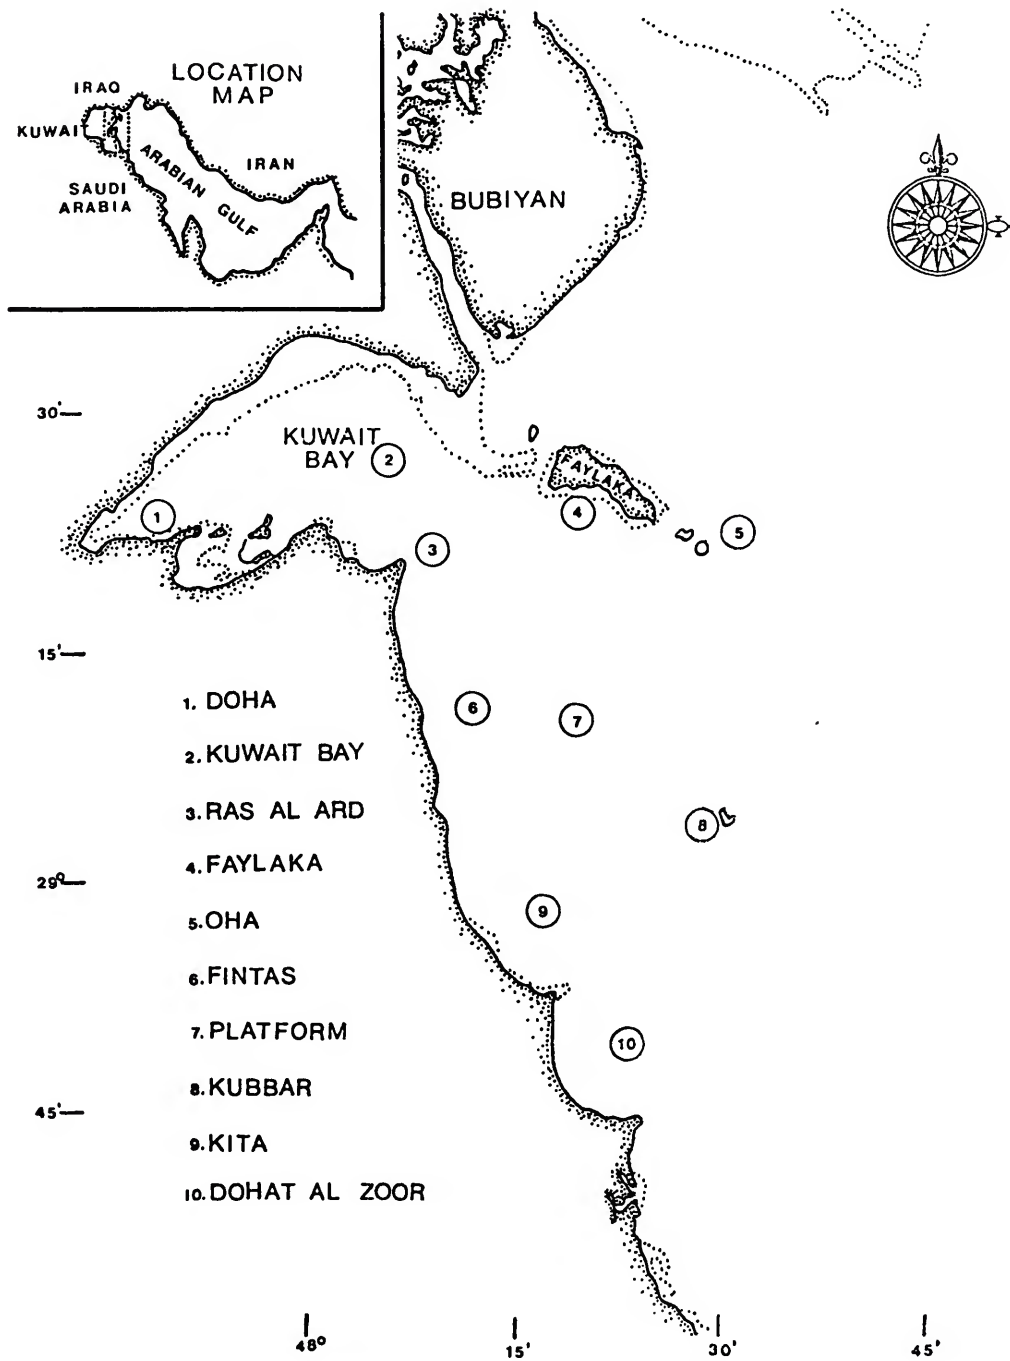 LOCATION
MAP
IRAQ
KUWAIT
IRAN
ARABIAN GULF
SAUDI
ARABIA
BUBIYAN
30'
KUWAIT
BAY
2
FAYLAKA
1
4
5
3
15'
1. DOHA
6
7
2. KUWAIT BAY
3. RAS AL ARD
8
4. FAYLAKA
29°
9
5. OHA
6. FINTAS
7. PLATFORM
10
8. KUBBAR
45'
9. KITA
10. DOHAT AL ZOOR
48° 15' 30' 45'